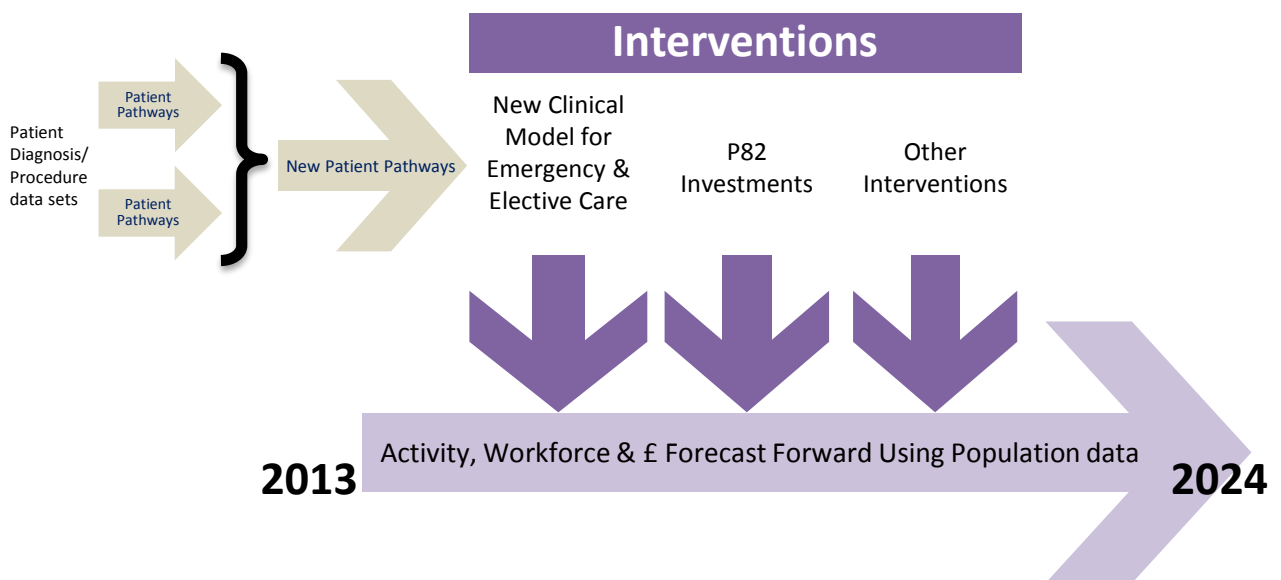 Interventions
Patient
Diagnosis/
Procedure
data sets
Patient
Pathways
Patient
Pathways
New Patient Pathways
New Clinical
Model for
Emergency &
Elective Care
P82
Investments
Other
Interventions
Activity, Workforce & £ Forecast Forward Using Population data
2013
2024